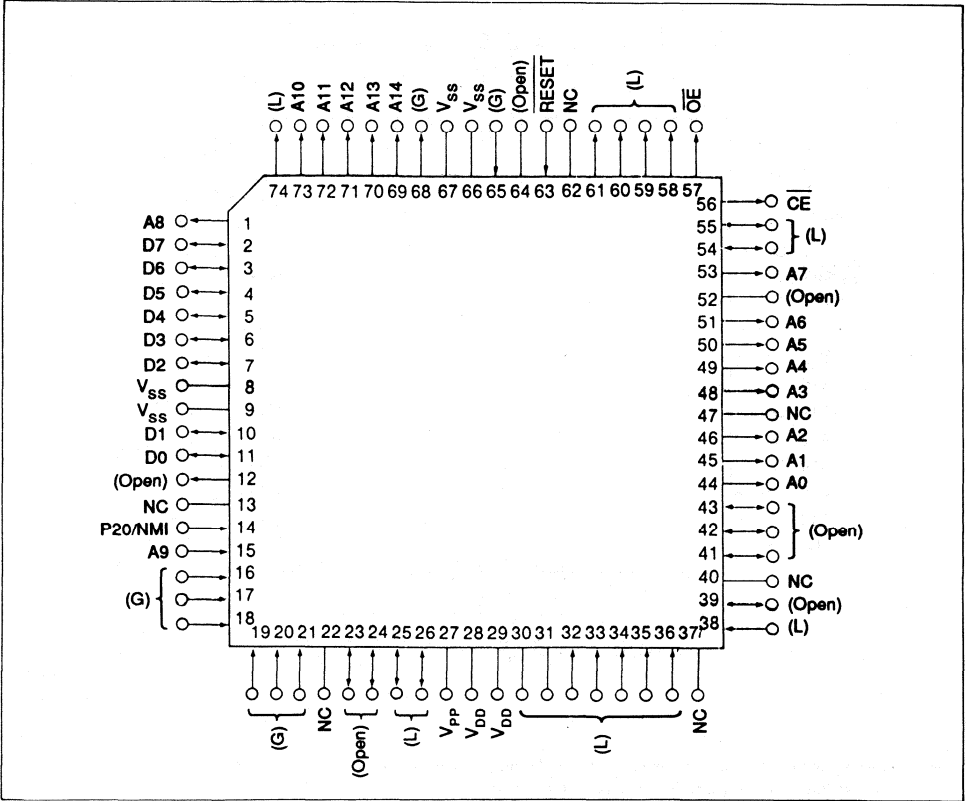 (L) A10 A11 A12 A13 A14 (G) VSS VSS (G) (Open) RESET NC (L) OE
74 73 72 71 70 69 68 67 66 65 64 63 62 61 60 59 58 57
A8 1
D7 2
D6 3
D5 4
D4 5
D3 6
D2 7
VSS 8
VSS 9
D1 10
D0 11
(Open) 12
NC 13
P20/NMI 14
A9 15
16
(G) 17
18
56 CE
55
(L)
54
53 A7
52 (Open)
51 A6
50 A5
49 A4
48 A3
47 NC
46 A2
45 A1
44 A0
43
42 (Open)
41
40 NC
39 (Open)
38 (L)
19 20 21 22 23 24 25 26 27 28 29 30 31 32 33 34 35 36 37
(G) NC (Open) (L) VPP VDD VDD (L) NC